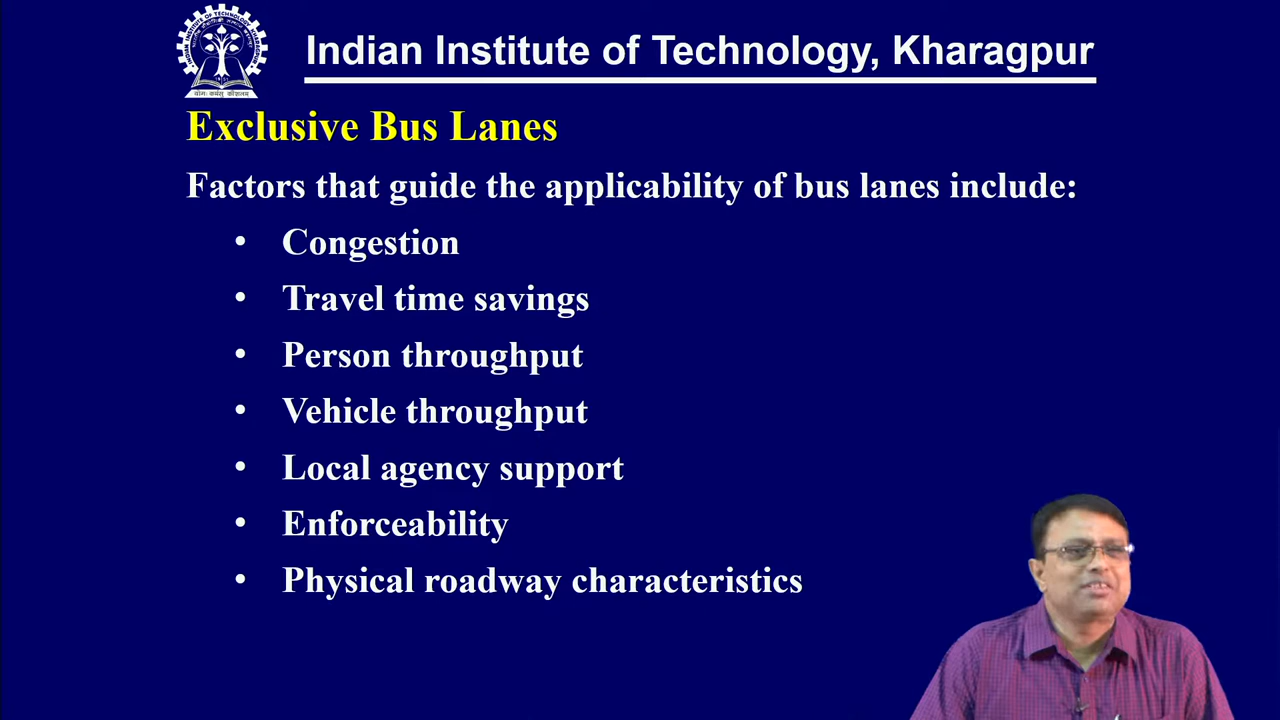 Indian Institute of Technology, Kharagpur
Exclusive Bus Lanes
Factors that guide the applicability of bus lanes include:
• Congestion
• Travel time savings
• Person throughput
• Vehicle throughput
• Local agency support
• Enforceability
• Physical roadway characteristics